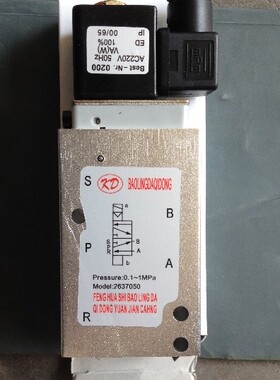 Best-Nr. 0200
VA(W)
AC220V 50Hz
ED 100%
IP 00/65
KD
BAOLINGDAQIDONG
S
B
P
A
R
a
B
A
b
Pressure:0.1~1MPa
Model:2637050
FENG HUA SHI BAO LING DA
QI DONG YUAN JIAN CAHNG